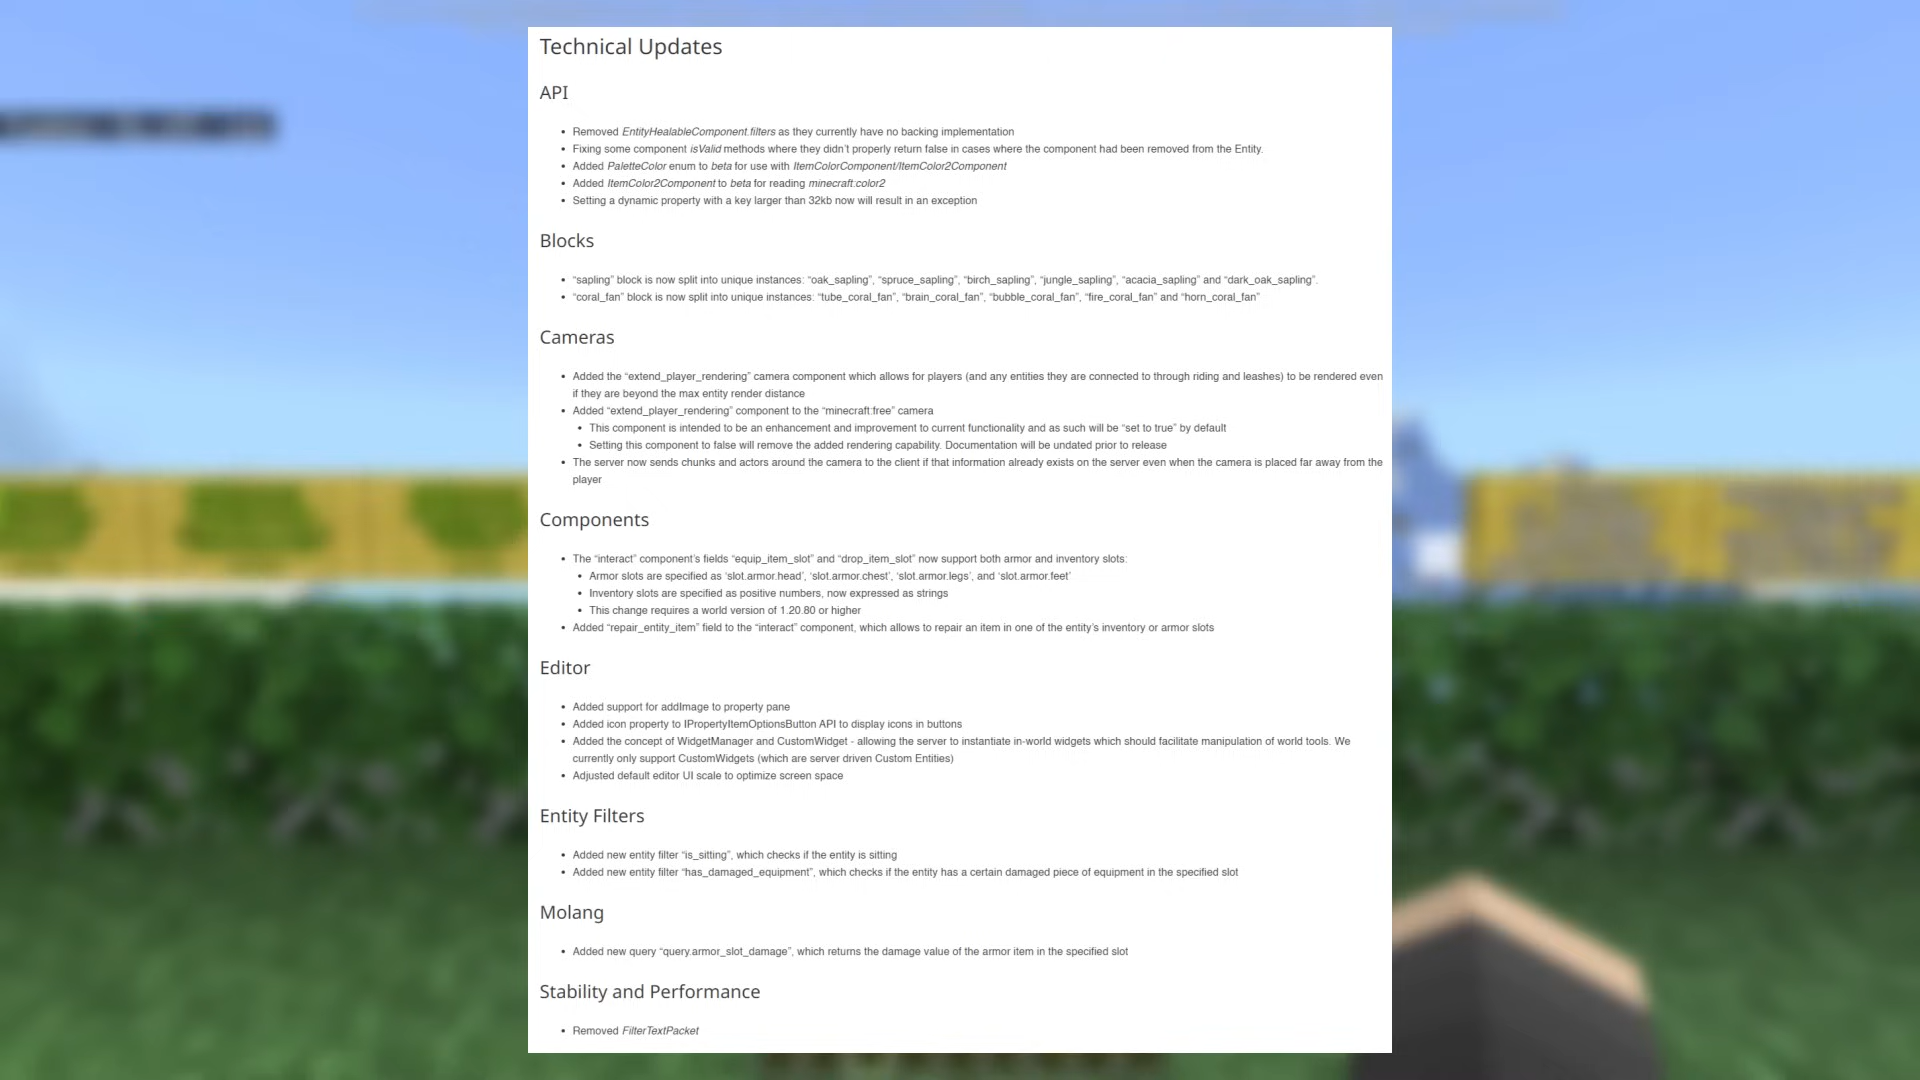 Technical Updates
API
• Removed EntityHealableComponent.filters as they currently have no backing implementation
• Fixing some component isValid methods where they didn’t properly return false in cases where the component had been removed from the Entity.
• Added PaletteColor enum to beta for use with ItemColorComponent/ItemColor2Component
• Added ItemColor2Component to beta for reading minecraft:color2
• Setting a dynamic property with a key larger than 32kb now will result in an exception
Blocks
• “sapling” block is now split into unique instances: “oak_sapling”, “spruce_sapling”, “birch_sapling”, “jungle_sapling”, “acacia_sapling” and “dark_oak_sapling”.
• “coral_fan” block is now split into unique instances: “tube_coral_fan”, “brain_coral_fan”, “bubble_coral_fan”, “fire_coral_fan” and “horn_coral_fan”
Cameras
• Added the “extend_player_rendering” camera component which allows for players (and any entities they are connected to through riding and leashes) to be rendered even
if they are beyond the max entity render distance
• Added “extend_player_rendering” component to the “minecraft:free” camera
• This component is intended to be an enhancement and improvement to current functionality and as such will be “set to true” by default
• Setting this component to false will remove the added rendering capability. Documentation will be undated prior to release
• The server now sends chunks and actors around the camera to the client if that information already exists on the server even when the camera is placed far away from the
player
Components
• The “interact” component’s fields “equip_item_slot” and “drop_item_slot” now support both armor and inventory slots:
• Armor slots are specified as ‘slot.armor.head’, ‘slot.armor.chest’, ‘slot.armor.legs’, and ‘slot.armor.feet’
• Inventory slots are specified as positive numbers, now expressed as strings
• This change requires a world version of 1.20.80 or higher
• Added “repair_entity_item” field to the “interact” component, which allows to repair an item in one of the entity’s inventory or armor slots
Editor
• Added support for addImage to property pane
• Added icon property to IPropertyItemOptionsButton API to display icons in buttons
• Added the concept of WidgetManager and CustomWidget - allowing the server to instantiate in-world widgets which should facilitate manipulation of world tools. We
currently only support CustomWidgets (which are server driven Custom Entities)
• Adjusted default editor UI scale to optimize screen space
Entity Filters
• Added new entity filter “is_sitting”, which checks if the entity is sitting
• Added new entity filter “has_damaged_equipment”, which checks if the entity has a certain damaged piece of equipment in the specified slot
Molang
• Added new query “query.armor_slot_damage”, which returns the damage value of the armor item in the specified slot
Stability and Performance
• Removed FilterTextPacket